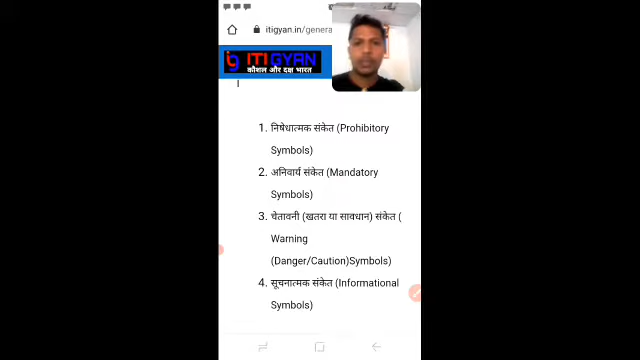 itigyan.in/genera
ITI GYAN
कौशल और दक्ष भारत
1. निषेधात्मक संकेत (Prohibitory
Symbols)
2. अनिवार्य संकेत (Mandatory
Symbols)
3. चेतावनी (खतरा या सावधान) संकेत (
Warning
(Danger/Caution)Symbols)
4. सूचनात्मक संकेत (Informational
Symbols)